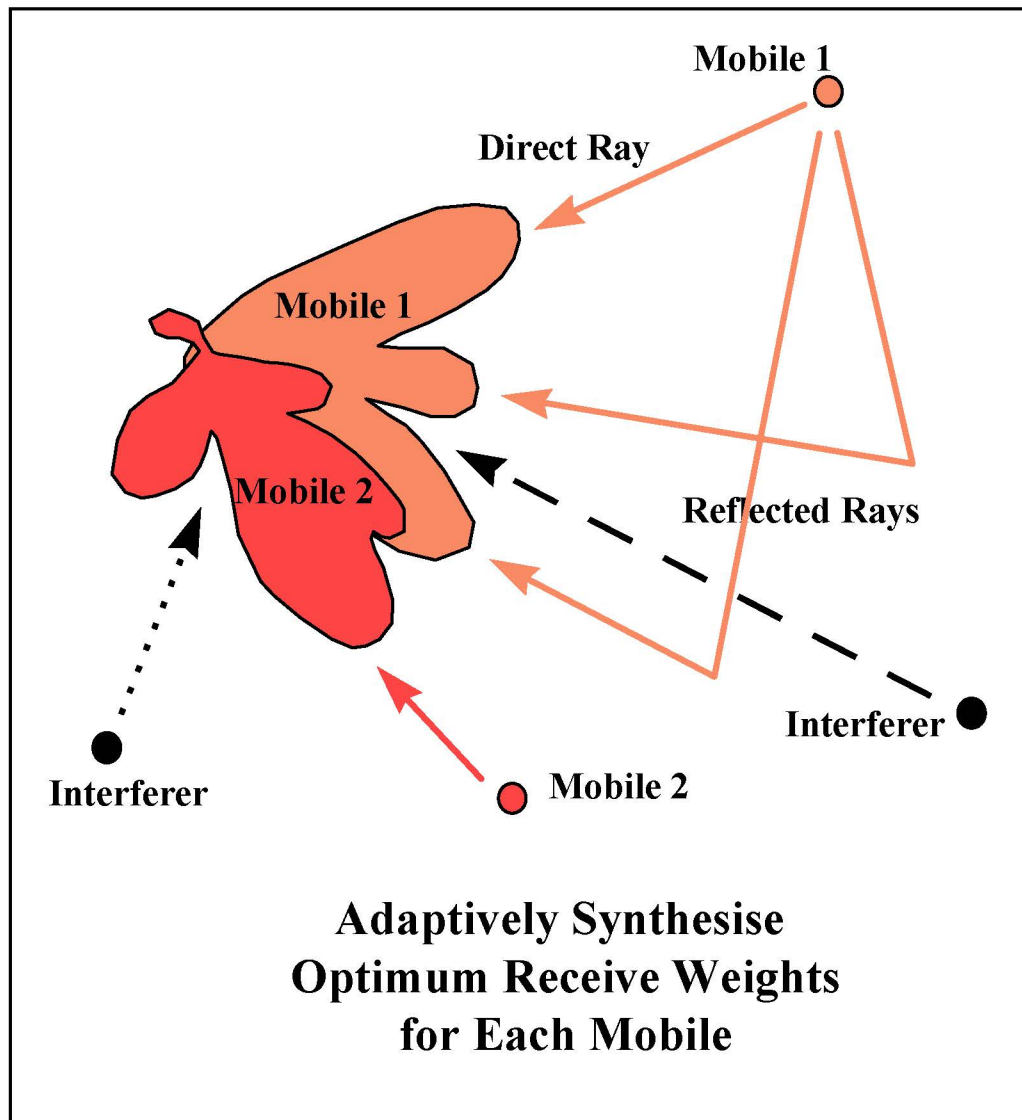 Mobile 1
Direct Ray
Mobile 1
Mobile 2
Reflected Rays
Interferer
Interferer
Mobile 2
Adaptively Synthesise
Optimum Receive Weights
for Each Mobile